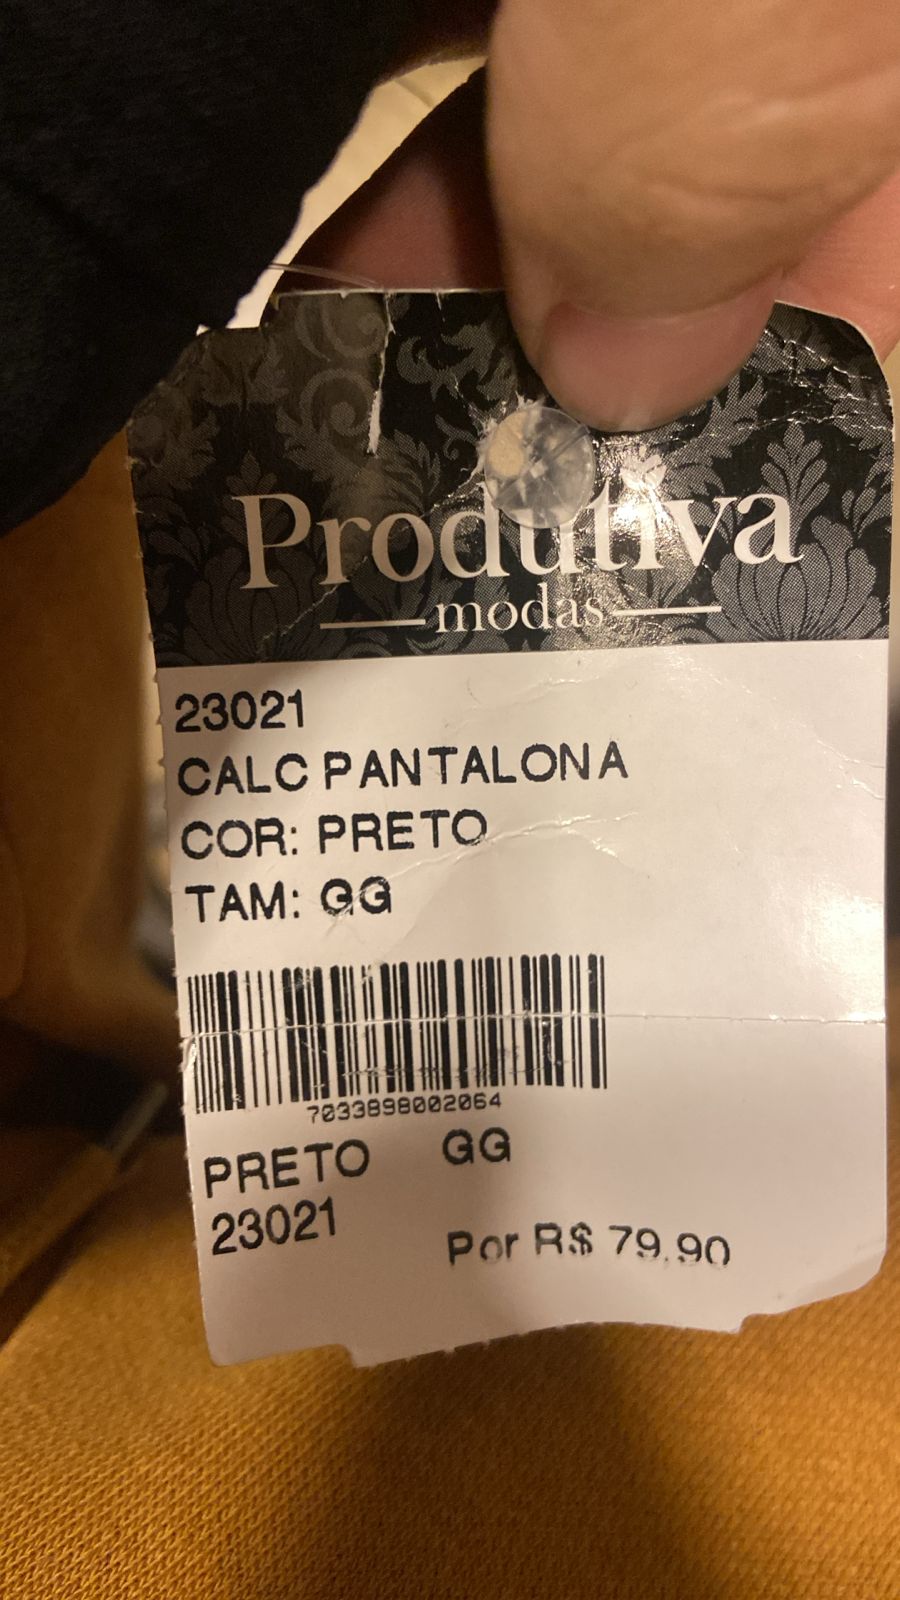 Produtiva
modas
23021
CALC PANTALONA
COR: PRETO
TAM: GG
7033898002064
PRETO GG
23021
Por R$ 79.90